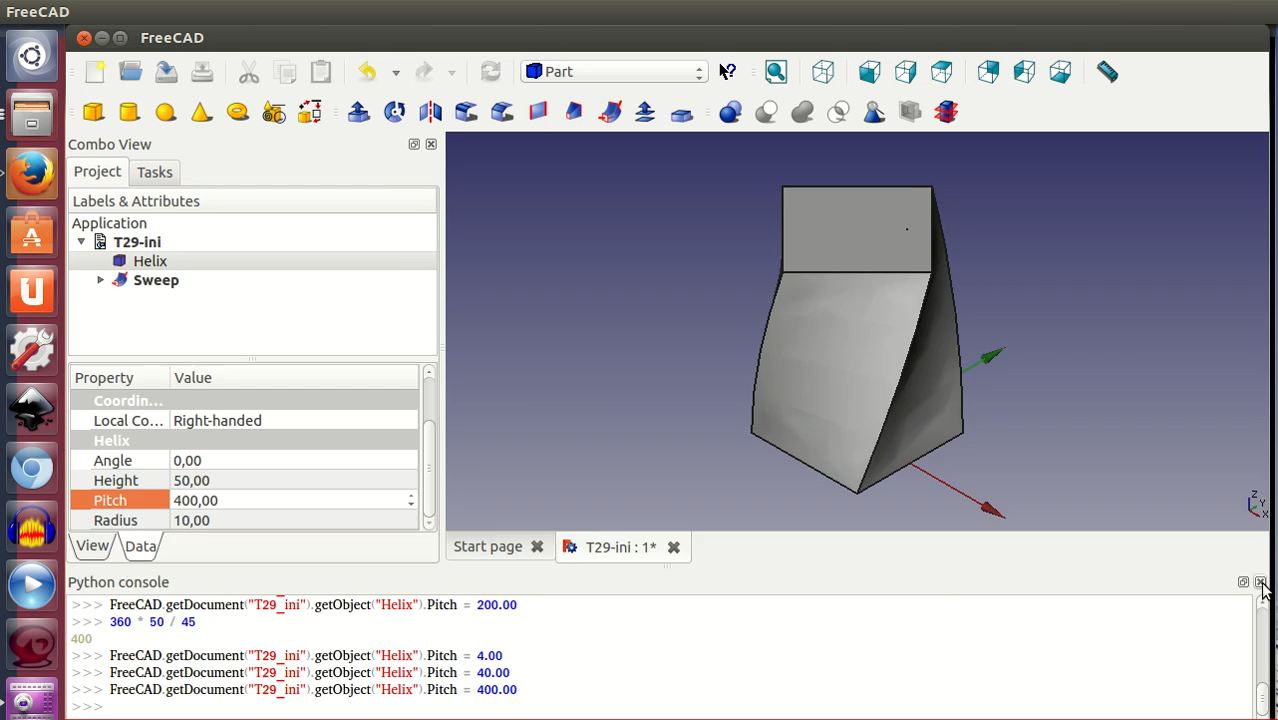 FreeCAD
FreeCAD
Part
Combo View
Project
Tasks
Labels & Attributes
Application
T29-ini
Helix
Sweep
Property
Value
Coordin...
Local Co...
Right-handed
Helix
Angle
0,00
Height
50,00
Pitch
400,00
Radius
10,00
View
Data
Z
Y
X
Start page
T29-ini : 1*
Python console
>>> FreeCAD.getDocument("T29_ini").getObject("Helix").Pitch = 200.00
>>> 360 * 50 / 45
400
>>> FreeCAD.getDocument("T29_ini").getObject("Helix").Pitch = 4.00
>>> FreeCAD.getDocument("T29_ini").getObject("Helix").Pitch = 40.00
>>> FreeCAD.getDocument("T29_ini").getObject("Helix").Pitch = 400.00
>>>